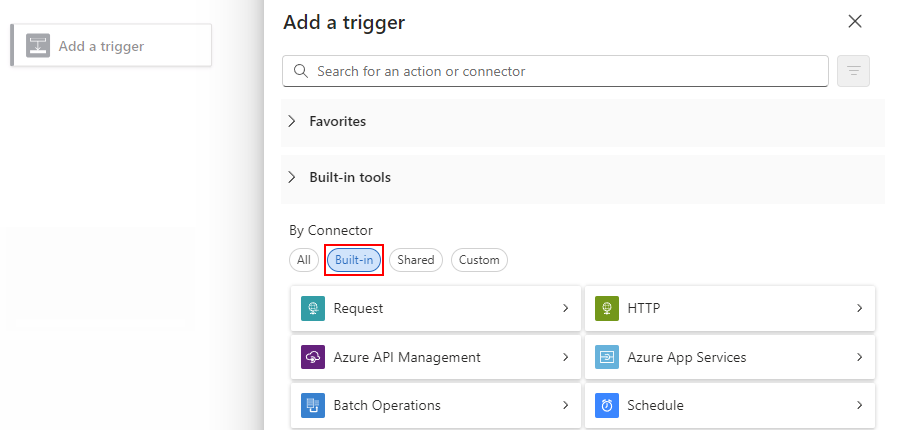 Add a trigger
Add a trigger
Search for an action or connector
Favorites
Built-in tools
By Connector
All Built-in Shared Custom
Request HTTP
Azure API Management Azure App Services
Batch Operations Schedule